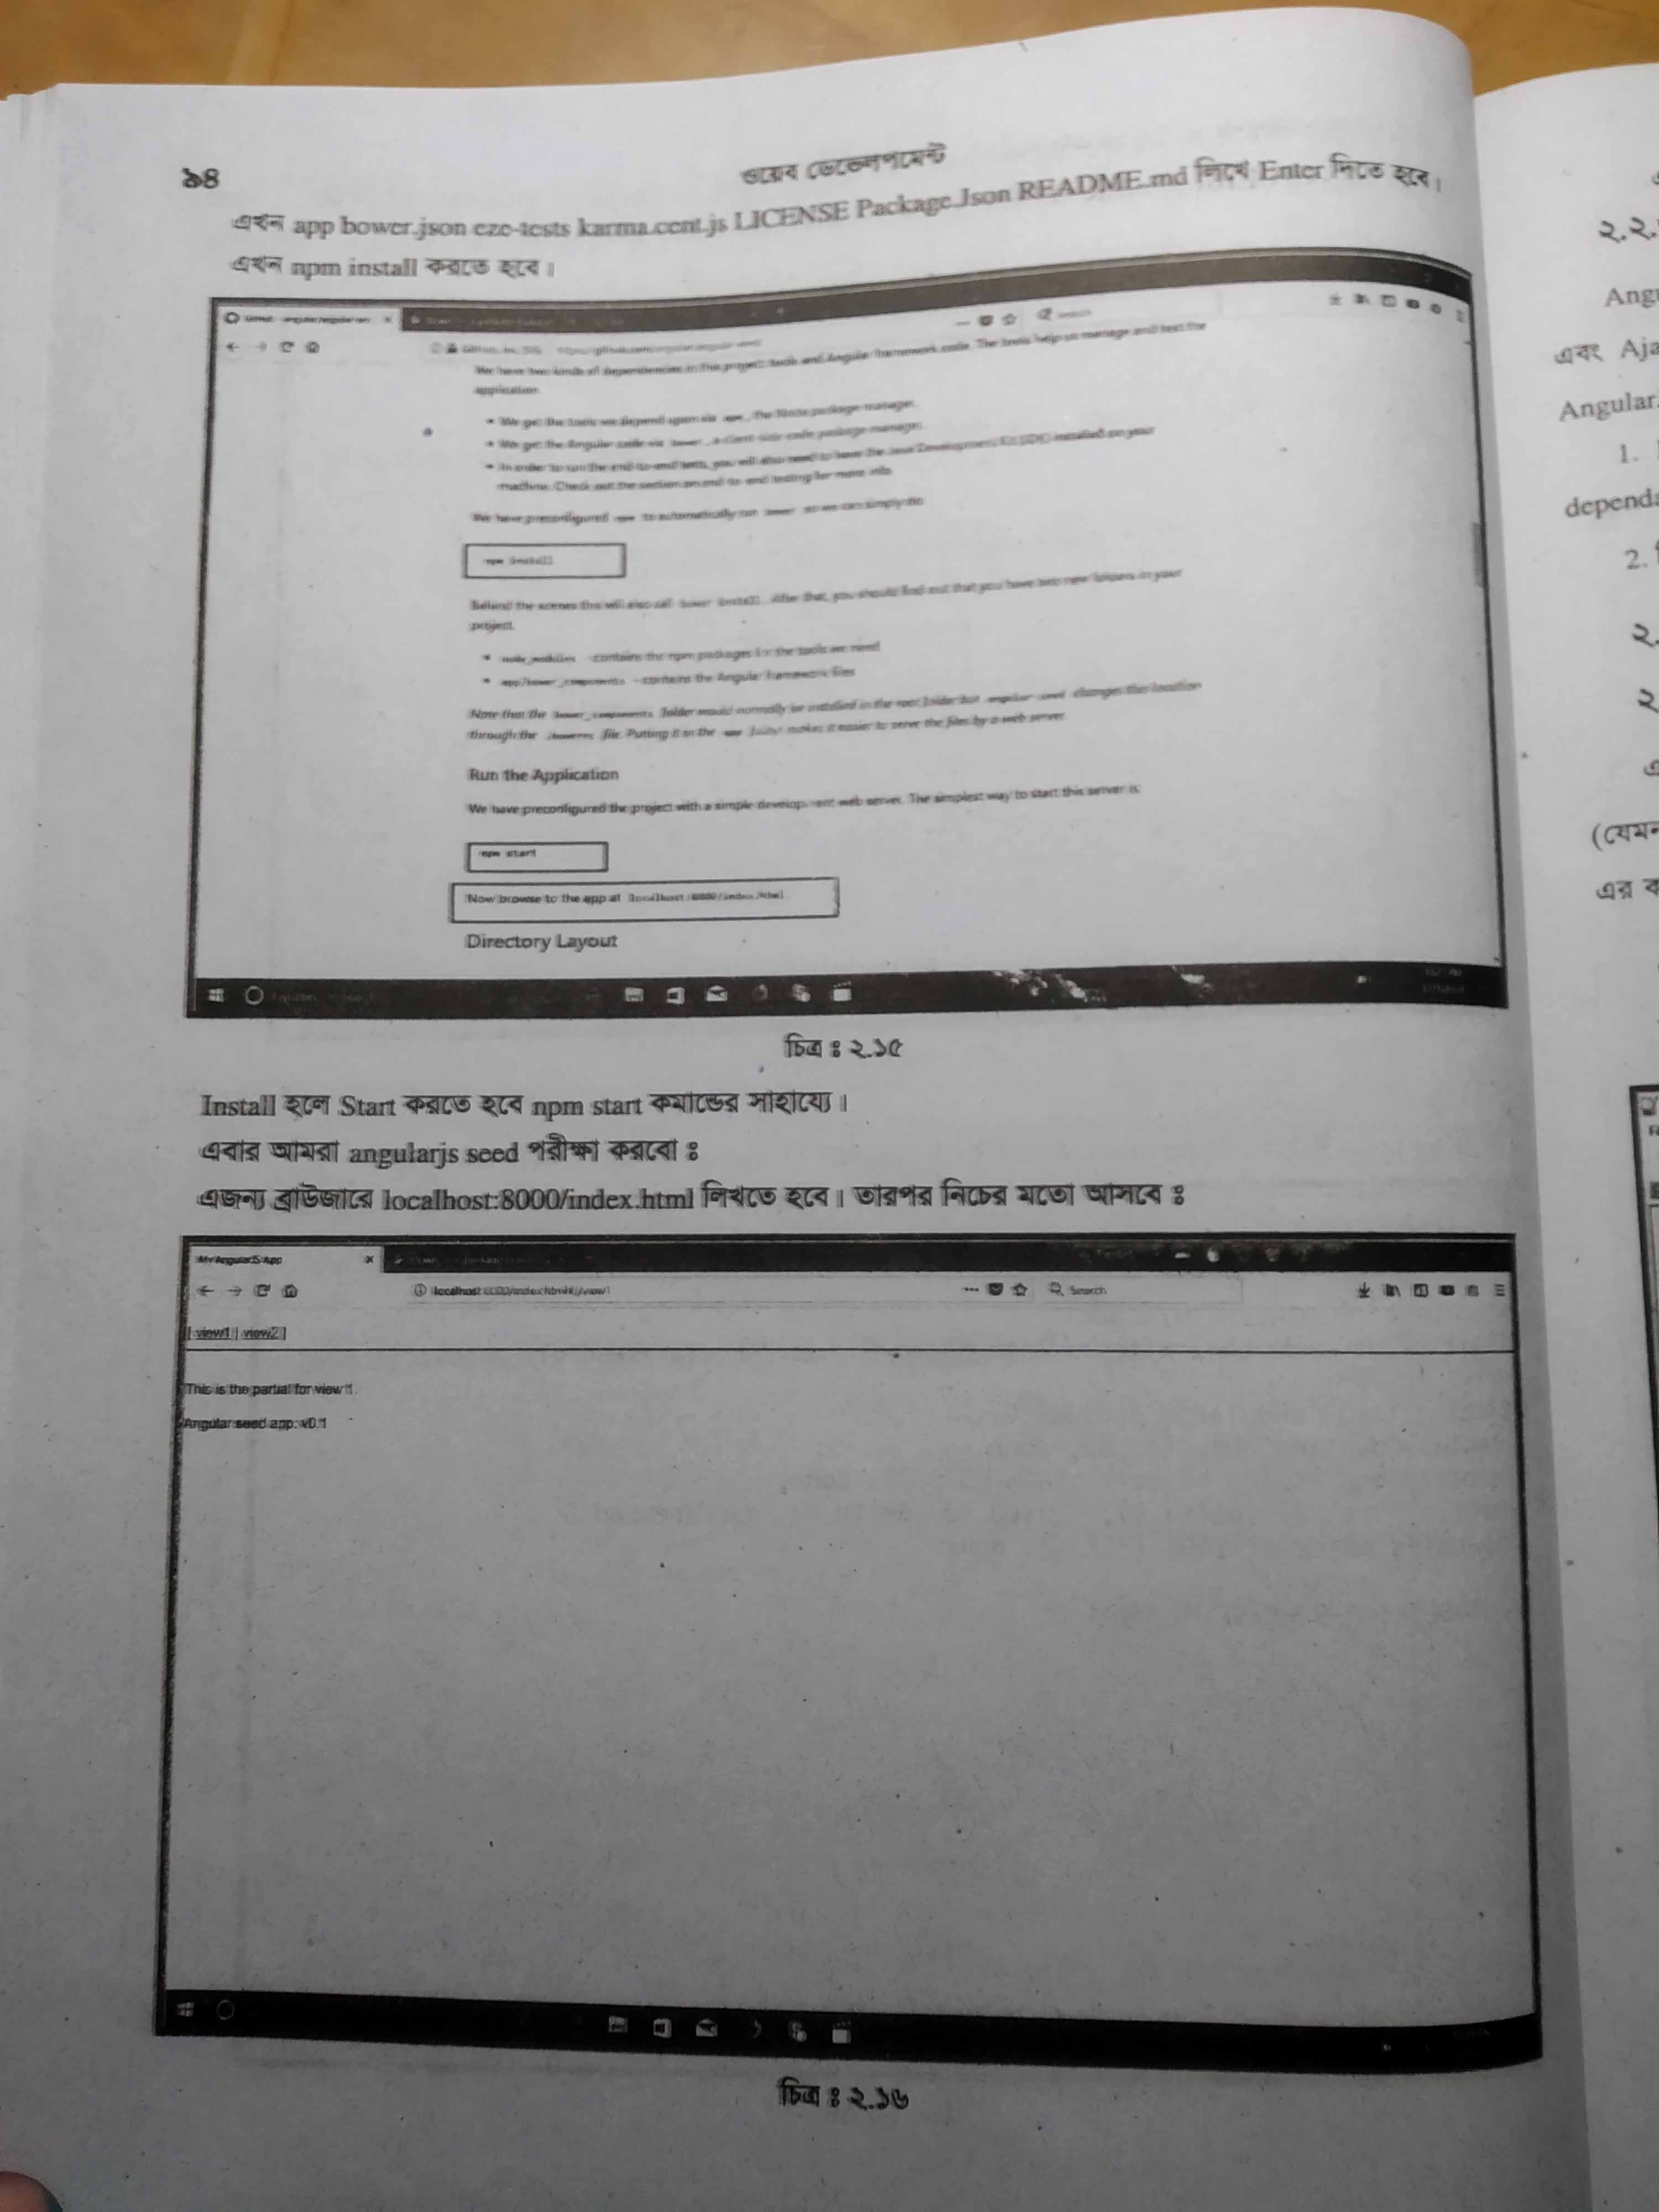 ৯৪
ওয়েব ডেভেলপমেন্ট
এখন app bower.json eze-tests karma.cent.js LICENSE Package.Json README.md লিখে Enter দিতে হবে।
এখন npm install করতে হবে।
We have two kinds of dependencies in this project: tools and Angular framework code. The tools help us manage and test the
application.
We get the tools we depend upon via npm, the Node package manager.
We get the Angular code via bower, a client-side code package manager.
In order to run the end-to-end tests, you will also need to have the Java Development Kit (JDK) installed on your
machine. Check out the section on end-to-end testing for more info.
We have preconfigured npm to automatically run bower so we can simply do:
npm install
Behind the scenes this will also call bower install. After that, you should find out that you have two new folders in your
project.
node_modules - contains the npm packages for the tools we need
app/bower_components - contains the Angular framework files
Note that the bower_components folder would normally be installed in the root folder but angular-seed changes this location
through the .bowerrc file. Putting it in the app folder makes it easier to serve the files by a web server.
Run the Application
We have preconfigured the project with a simple development web server. The simplest way to start this server is:
npm start
Now browse to the app at localhost:8000/index.html
Directory Layout
চিত্র ঃ ২.১৫
Install হলে Start করতে হবে npm start কমান্ডের সাহায্যে।
এবার আমরা angularjs seed পরীক্ষা করবো ঃ
এজন্য ব্রাউজারে localhost:8000/index.html লিখতে হবে। তারপর নিচের মতো আসবে ঃ
My AngularJS App
localhost:8000/index.html#!/view1
Search
[ view1 | view2 ]
This is the partial for view 1.
Angular seed app: v0.1
চিত্র ঃ ২.১৬
২.২.
এবং
Angular
1.
2.
২.
(যেমন
এর